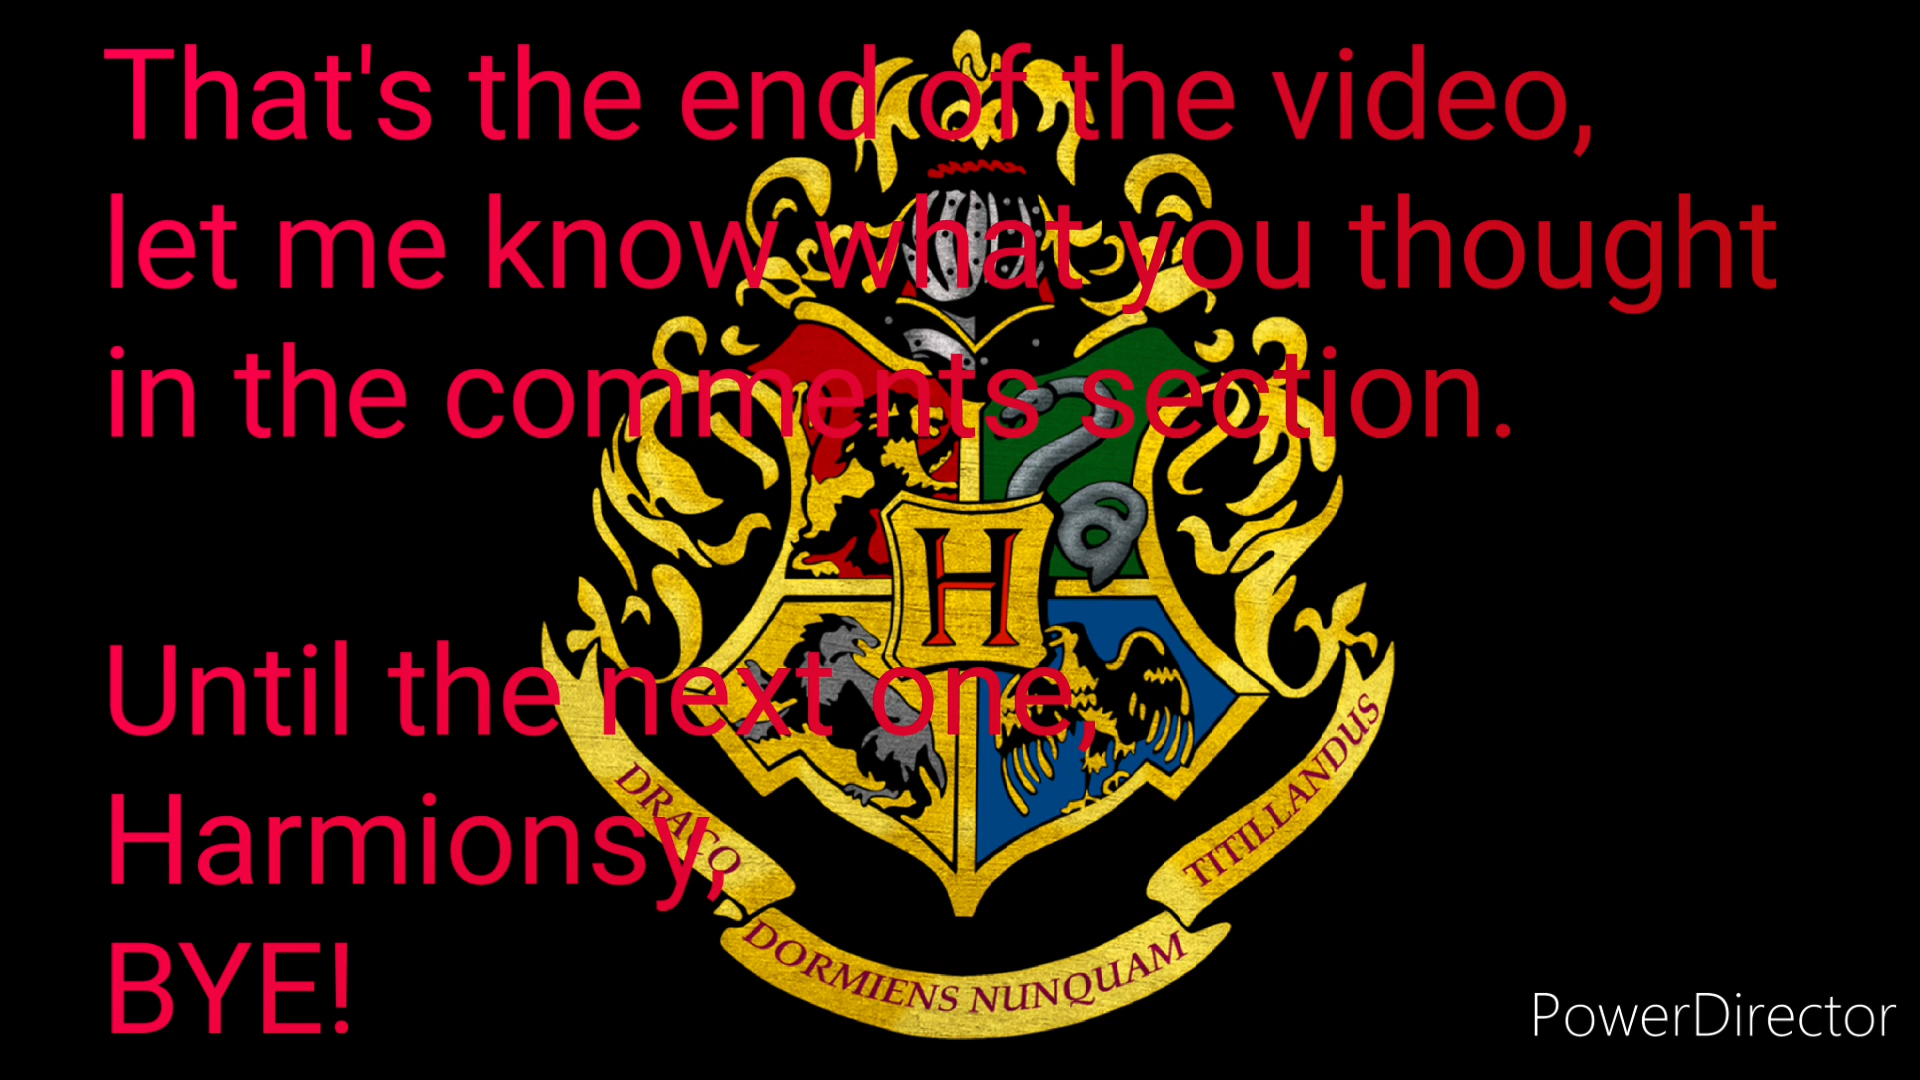 That's the end of the video,
let me know what you thought
in the comments section.
Until the next one,
Harmionsy,
BYE!
H
DRACO
DORMIENS NUNQUAM
TITILLANDUS
PowerDirector